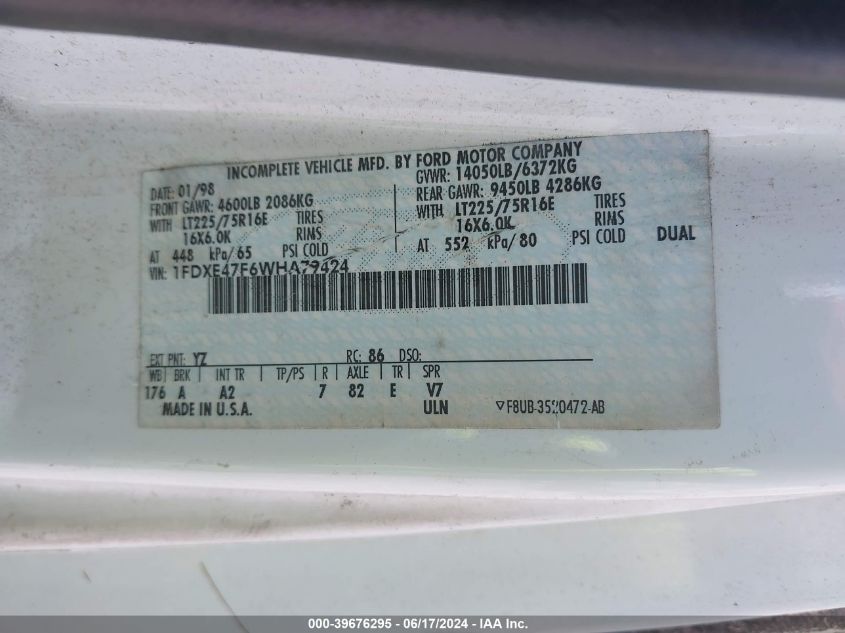 INCOMPLETE VEHICLE MFD. BY FORD MOTOR COMPANY
DATE: 01/98 GVWR: 14050LB/6372KG
FRONT GAWR: 4600LB 2086KG REAR GAWR: 9450LB 4286KG
WITH LT225/75R16E TIRES WITH LT225/75R16E TIRES
16X6.0K RIMS 16X6.0K RIMS
AT 448 kPa/65 PSI COLD AT 552 kPa/80 PSI COLD DUAL
VIN: 1FDXE47F6WHA79424
EXT PNT: YZ RC: 86 DSO:
WB BRK INT TR TP/PS R AXLE TR SPR
176 A A2 7 82 E V7
MADE IN U.S.A. ULN ▽F8UB-3520472-AB
000-39676295 - 06/17/2024 - IAA Inc.